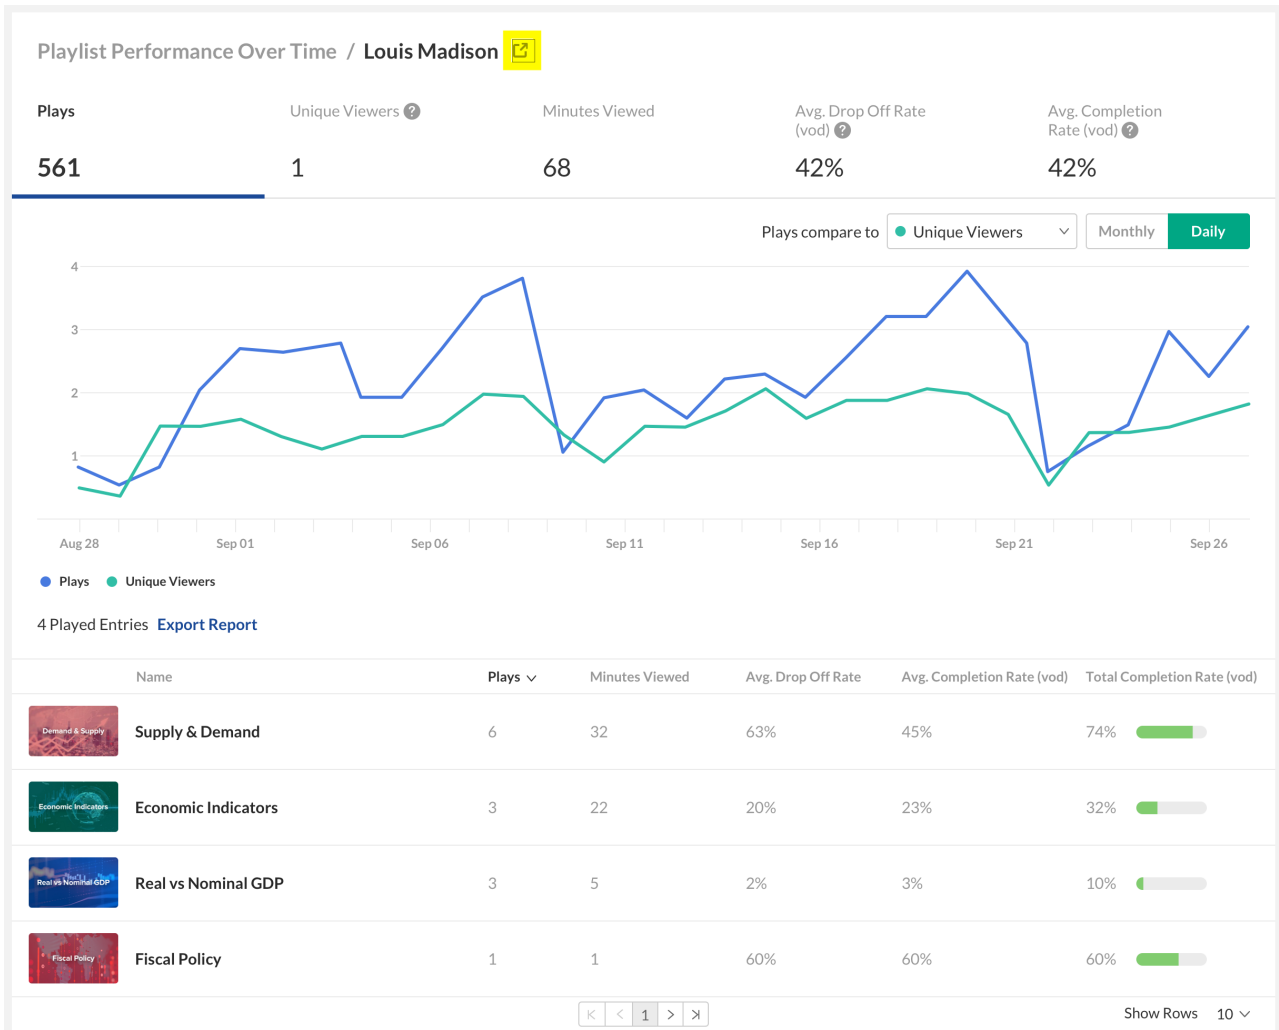 Playlist Performance Over Time / Louis Madison
Plays
Unique Viewers ?
Minutes Viewed
Avg. Drop Off Rate
(vod) ?
Avg. Completion
Rate (vod) ?
561
1
68
42%
42%
Plays compare to
Unique Viewers
Monthly
Daily
4
3
2
1
Aug 28
Sep 01
Sep 06
Sep 11
Sep 16
Sep 21
Sep 26
Plays
Unique Viewers
4 Played Entries Export Report
Name Plays Minutes Viewed Avg. Drop Off Rate Avg. Completion Rate (vod) Total Completion Rate (vod)
Demand & Supply
Supply & Demand 6 32 63% 45% 74%
Economic Indicators
Economic Indicators 3 22 20% 23% 32%
Real vs Nominal GDP
Real vs Nominal GDP 3 5 2% 3% 10%
Fiscal Policy
Fiscal Policy 1 1 60% 60% 60%
1
Show Rows 10